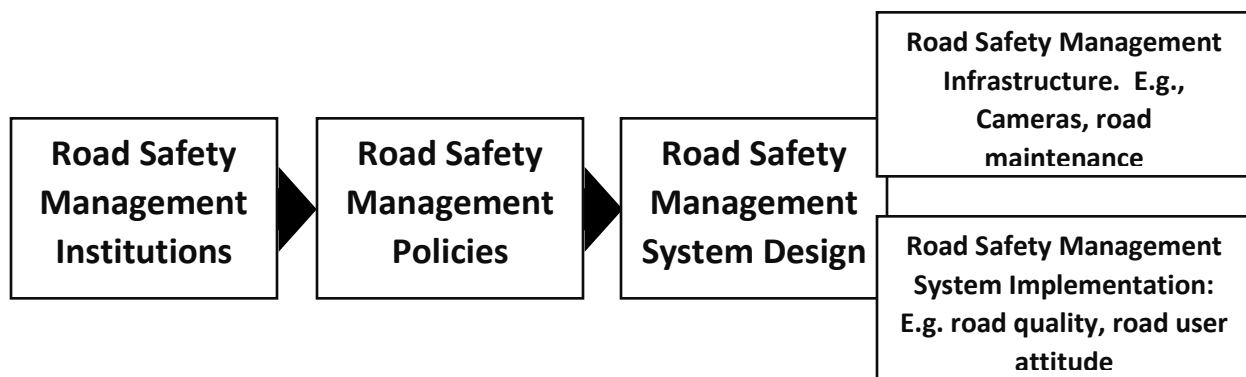 Road Safety
Management
Institutions
Road Safety
Management
Policies
Road Safety
Management
System Design
Road Safety Management
Infrastructure. E.g.,
Cameras, road
maintenance
Road Safety Management
System Implementation:
E.g. road quality, road user
attitude